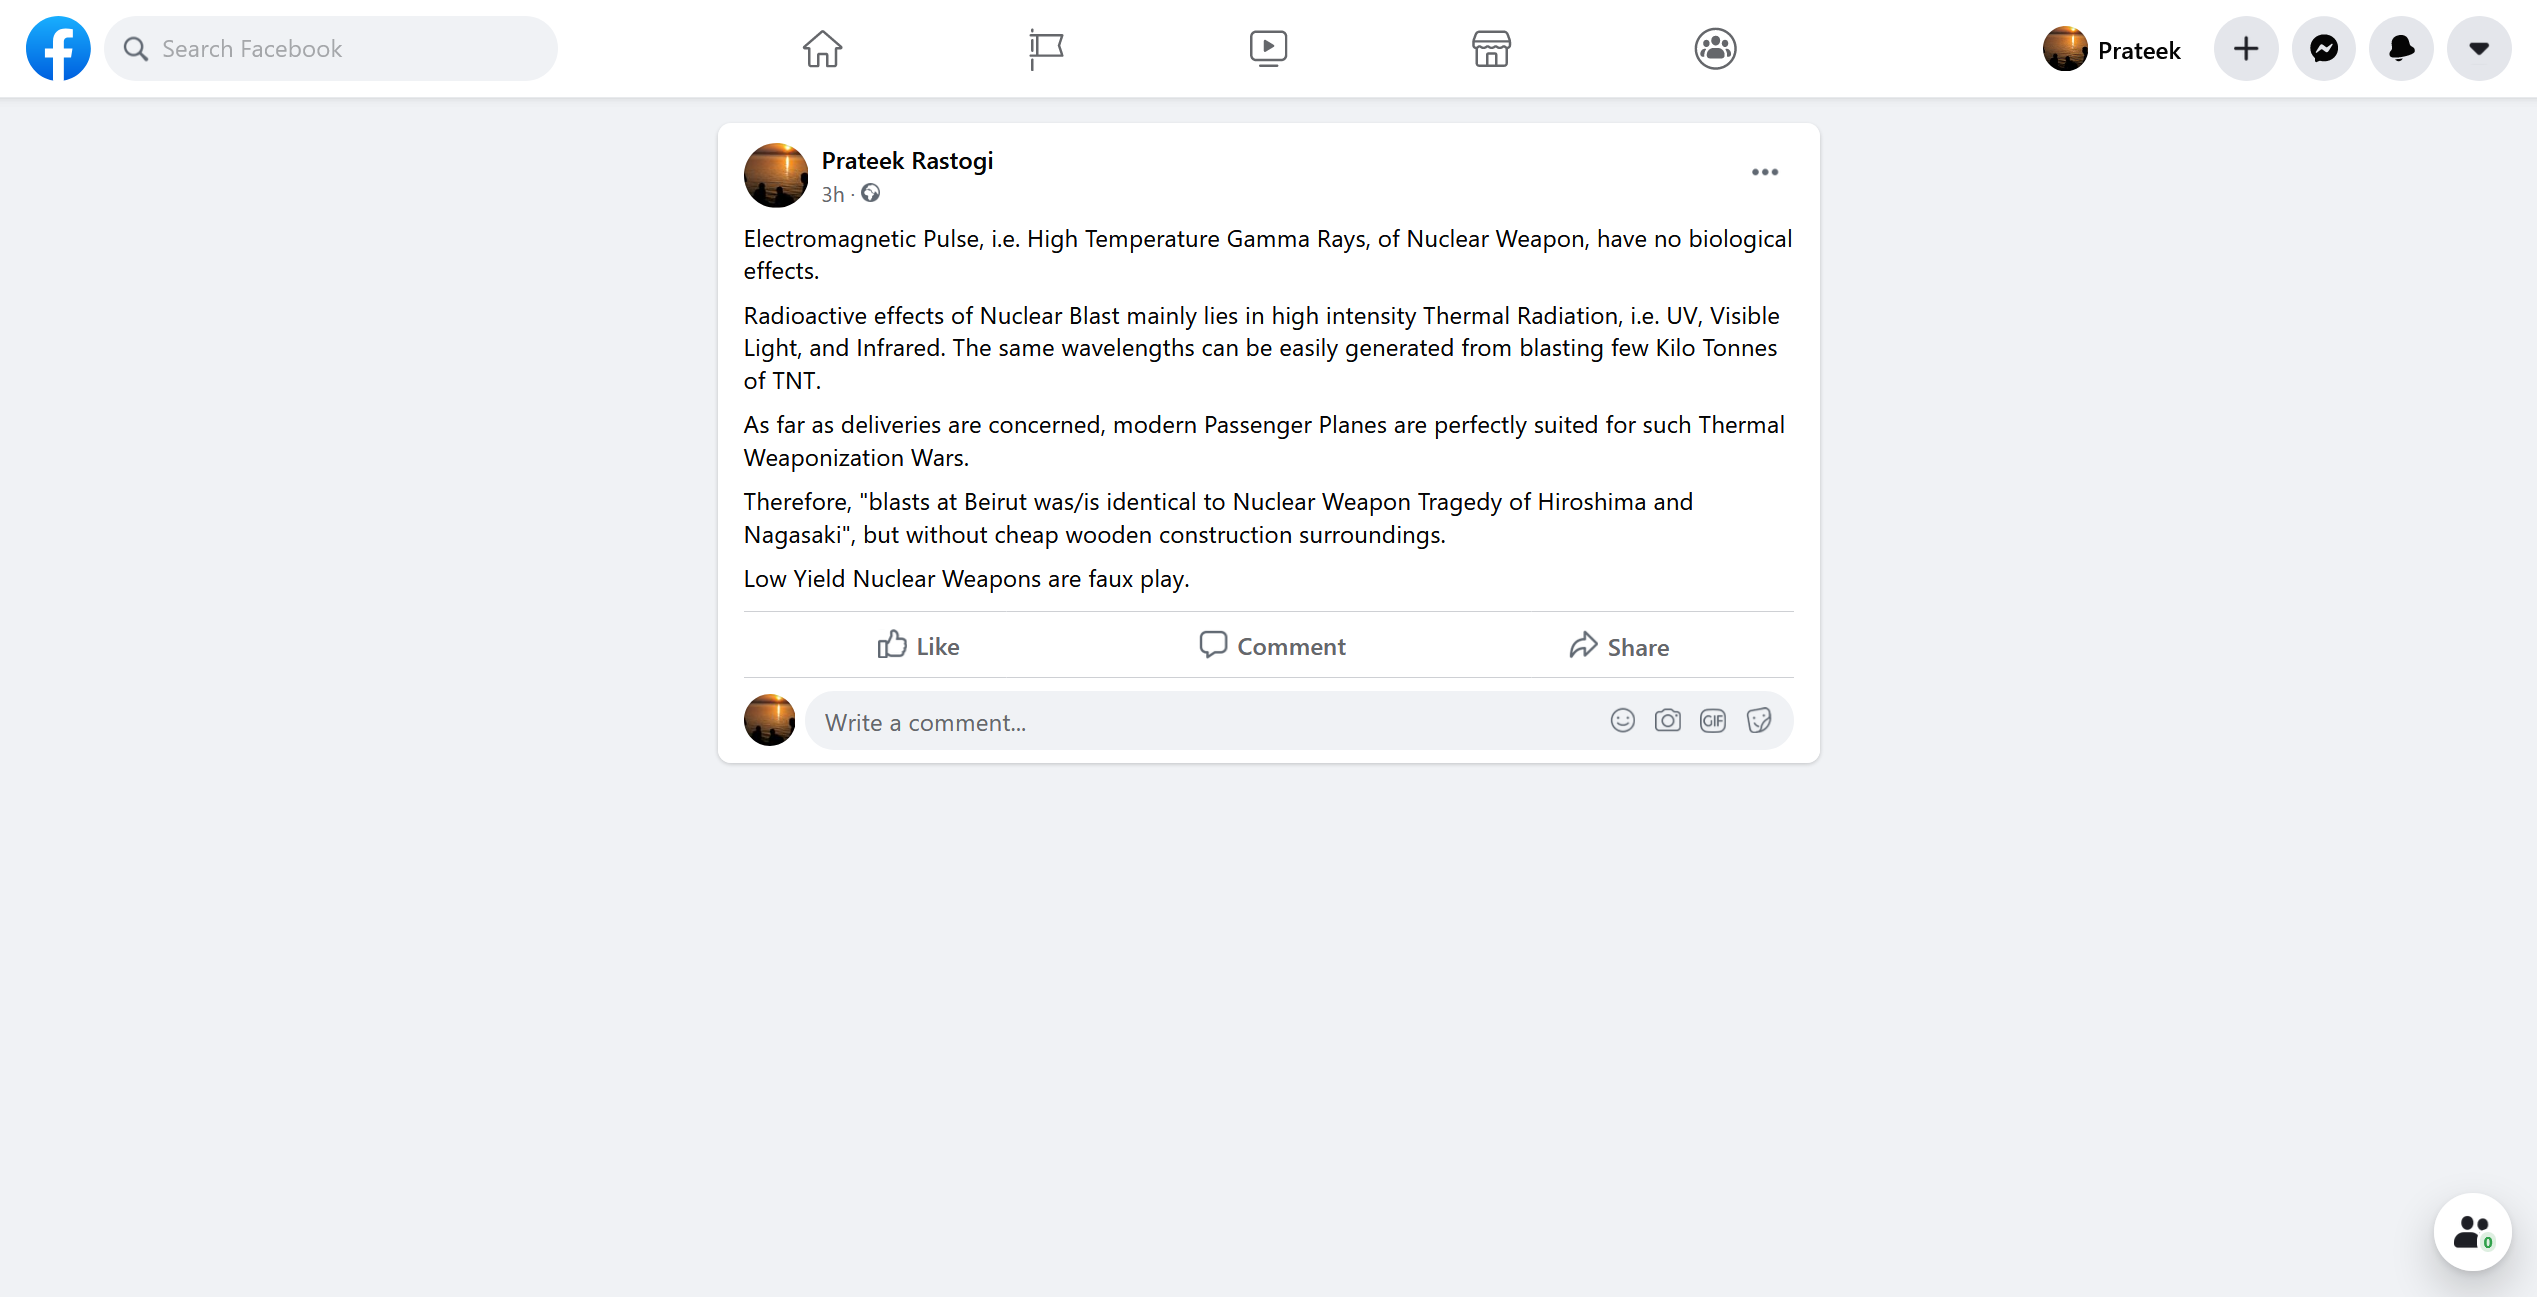 Search Facebook
Prateek
Prateek Rastogi
3h ·
Electromagnetic Pulse, i.e. High Temperature Gamma Rays, of Nuclear Weapon, have no biological
effects.
Radioactive effects of Nuclear Blast mainly lies in high intensity Thermal Radiation, i.e. UV, Visible
Light, and Infrared. The same wavelengths can be easily generated from blasting few Kilo Tonnes
of TNT.
As far as deliveries are concerned, modern Passenger Planes are perfectly suited for such Thermal
Weaponization Wars.
Therefore, "blasts at Beirut was/is identical to Nuclear Weapon Tragedy of Hiroshima and
Nagasaki", but without cheap wooden construction surroundings.
Low Yield Nuclear Weapons are faux play.
Like Comment Share
Write a comment... GIF
0